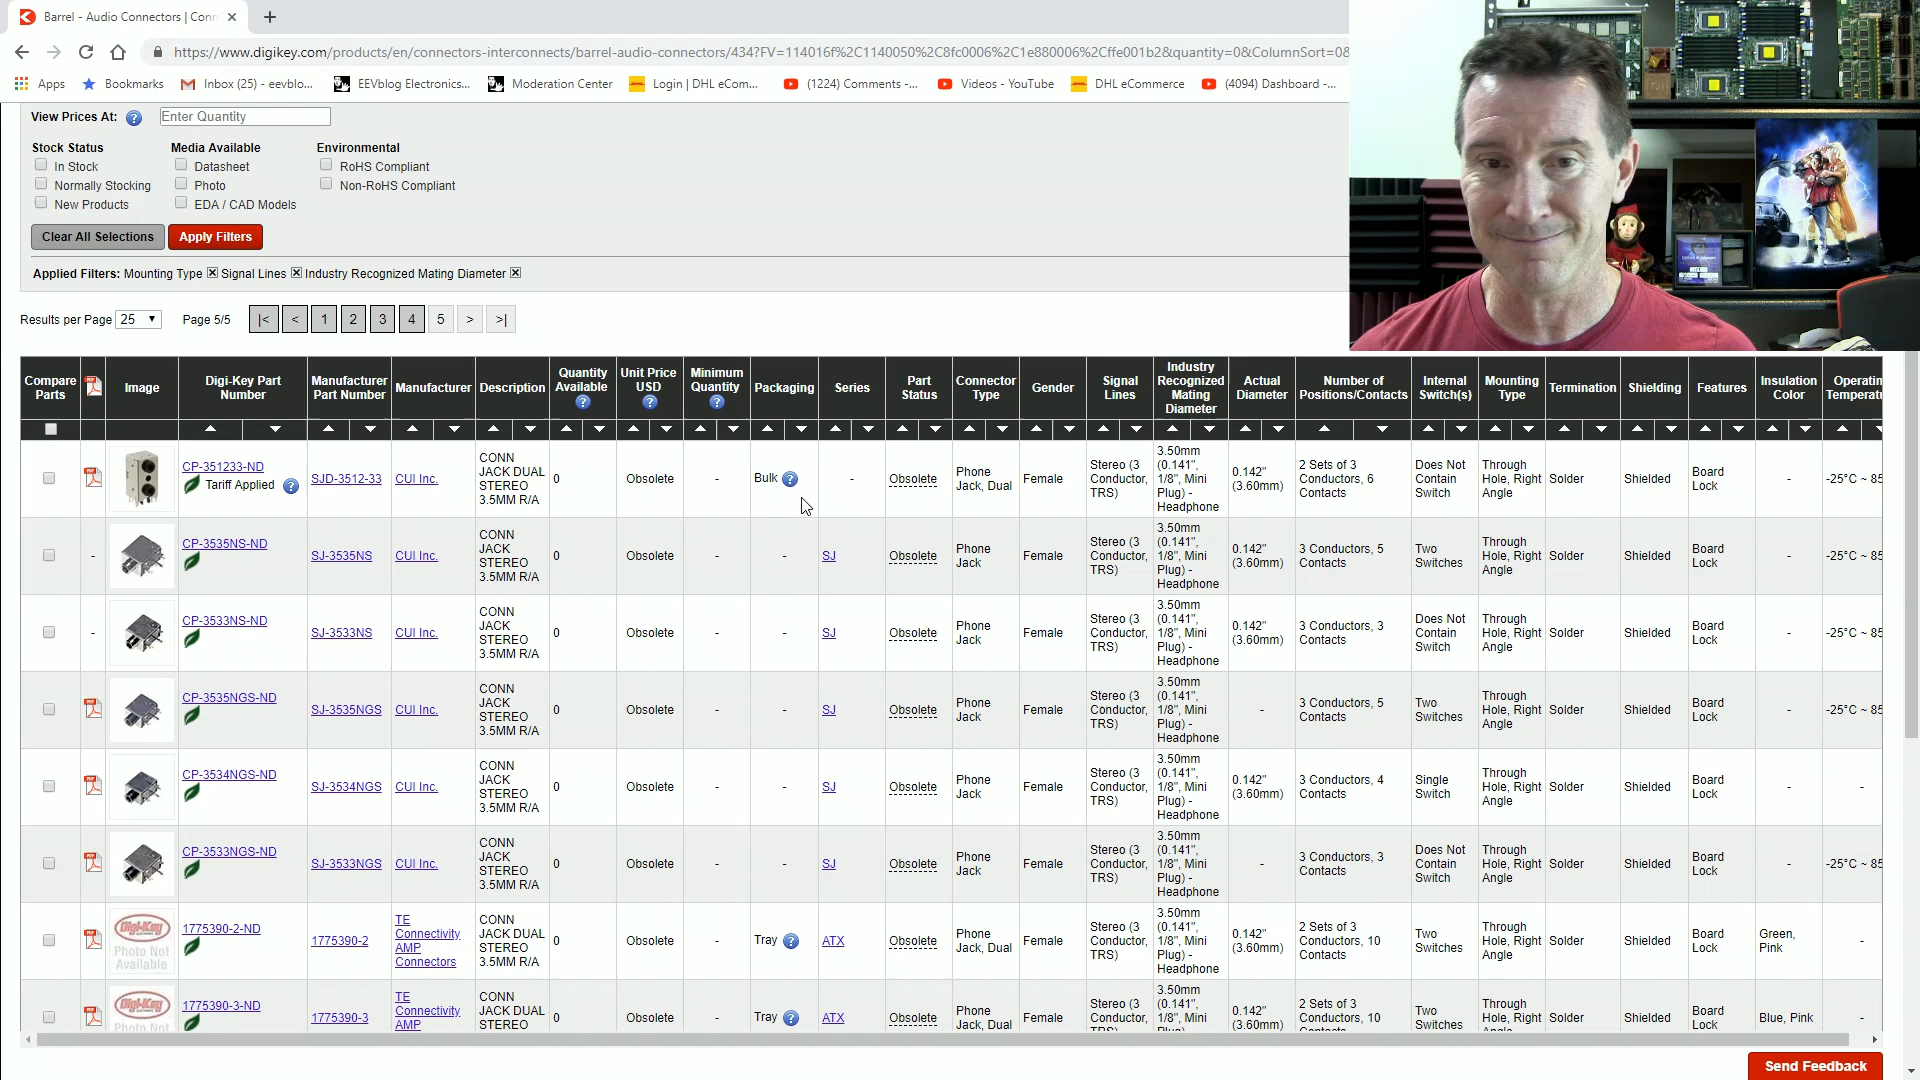 Barrel - Audio Connectors | Conn
https://www.digikey.com/products/en/connectors-interconnects/barrel-audio-connectors/434?FV=114016f%2C1140050%2C8fc0006%2C1e880006%2Cffe001b2&quantity=0&ColumnSort=0&
Apps Bookmarks Inbox (25) - eevblo... EEVblog Electronics... Moderation Center Login | DHL eCom... (1224) Comments -... Videos - YouTube DHL eCommerce (4094) Dashboard -...
View Prices At: ? Enter Quantity
Stock Status Media Available Environmental
In Stock Datasheet RoHS Compliant
Normally Stocking Photo Non-RoHS Compliant
New Products EDA / CAD Models
Clear All Selections Apply Filters
Applied Filters: Mounting Type Signal Lines Industry Recognized Mating Diameter
Results per Page 25 Page 5/5 |< < 1 2 3 4 5 > >|
Compare Parts Image Digi-Key Part Number Manufacturer Part Number Manufacturer Description Quantity Available ? Unit Price USD ? Minimum Quantity ? Packaging Series Part Status Connector Type Gender Signal Lines Industry Recognized Mating Diameter Actual Diameter Number of Positions/Contacts Internal Switch(s) Mounting Type Termination Shielding Features Insulation Color Operatin Temperatu
CP-351233-ND Tariff Applied ? SJD-3512-33 CUI Inc. CONN JACK DUAL STEREO 3.5MM R/A 0 Obsolete - Bulk ? - Obsolete Phone Jack, Dual Female Stereo (3 Conductor, TRS) 3.50mm (0.141", 1/8", Mini Plug) - Headphone 0.142" (3.60mm) 2 Sets of 3 Conductors, 6 Contacts Does Not Contain Switch Through Hole, Right Angle Solder Shielded Board Lock - -25°C ~ 85
- CP-3535NS-ND SJ-3535NS CUI Inc. CONN JACK STEREO 3.5MM R/A 0 Obsolete - - SJ Obsolete Phone Jack Female Stereo (3 Conductor, TRS) 3.50mm (0.141", 1/8", Mini Plug) - Headphone 0.142" (3.60mm) 3 Conductors, 5 Contacts Two Switches Through Hole, Right Angle Solder Shielded Board Lock - -25°C ~ 85
- CP-3533NS-ND SJ-3533NS CUI Inc. CONN JACK STEREO 3.5MM R/A 0 Obsolete - - SJ Obsolete Phone Jack Female Stereo (3 Conductor, TRS) 3.50mm (0.141", 1/8", Mini Plug) - Headphone 0.142" (3.60mm) 3 Conductors, 3 Contacts Does Not Contain Switch Through Hole, Right Angle Solder Shielded Board Lock - -25°C ~ 85
CP-3535NGS-ND SJ-3535NGS CUI Inc. CONN JACK STEREO 3.5MM R/A 0 Obsolete - - SJ Obsolete Phone Jack Female Stereo (3 Conductor, TRS) 3.50mm (0.141", 1/8", Mini Plug) - Headphone - 3 Conductors, 5 Contacts Two Switches Through Hole, Right Angle Solder Shielded Board Lock - -25°C ~ 85
CP-3534NGS-ND SJ-3534NGS CUI Inc. CONN JACK STEREO 3.5MM R/A 0 Obsolete - - SJ Obsolete Phone Jack Female Stereo (3 Conductor, TRS) 3.50mm (0.141", 1/8", Mini Plug) - Headphone 0.142" (3.60mm) 3 Conductors, 4 Contacts Single Switch Through Hole, Right Angle Solder Shielded Board Lock - -
CP-3533NGS-ND SJ-3533NGS CUI Inc. CONN JACK STEREO 3.5MM R/A 0 Obsolete - - SJ Obsolete Phone Jack Female Stereo (3 Conductor, TRS) 3.50mm (0.141", 1/8", Mini Plug) - Headphone - 3 Conductors, 3 Contacts Does Not Contain Switch Through Hole, Right Angle Solder Shielded Board Lock - -25°C ~ 85
Digi-Key Photo Not Available 1775390-2-ND 1775390-2 TE Connectivity AMP Connectors CONN JACK DUAL STEREO 3.5MM R/A 0 Obsolete - Tray ? ATX Obsolete Phone Jack, Dual Female Stereo (3 Conductor, TRS) 3.50mm (0.141", 1/8", Mini Plug) - Headphone 0.142" (3.60mm) 2 Sets of 3 Conductors, 10 Contacts Two Switches Through Hole, Right Angle Solder Shielded Board Lock Green, Pink -
Digi-Key Photo Not 1775390-3-ND 1775390-3 TE Connectivity AMP CONN JACK DUAL STEREO 0 Obsolete - Tray ? ATX Obsolete Phone Jack, Dual Female Stereo (3 Conductor, 3.50mm (0.141", 1/8", Mini 0.142" (3.60mm) 2 Sets of 3 Conductors, 10 Two Switches Through Hole, Right Solder Shielded Board Lock Blue, Pink -
Send Feedback